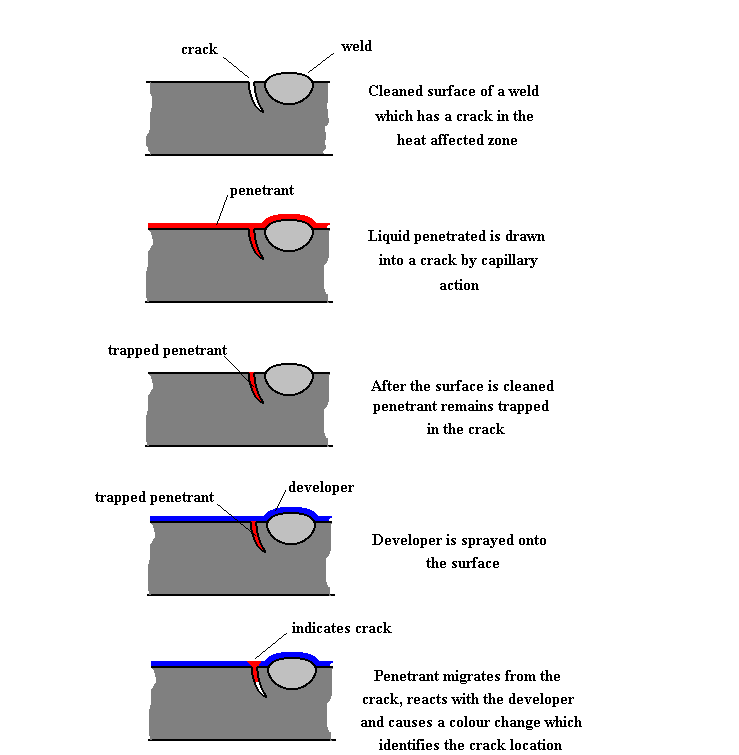 crack
weld
Cleaned surface of a weld
which has a crack in the
heat affected zone
penetrant
Liquid penetrated is drawn
into a crack by capillary
action
trapped penetrant
After the surface is cleaned
penetrant remains trapped
in the crack
developer
trapped penetrant
Developer is sprayed onto
the surface
indicates crack
Penetrant migrates from the
crack, reacts with the developer
and causes a colour change which
identifies the crack location